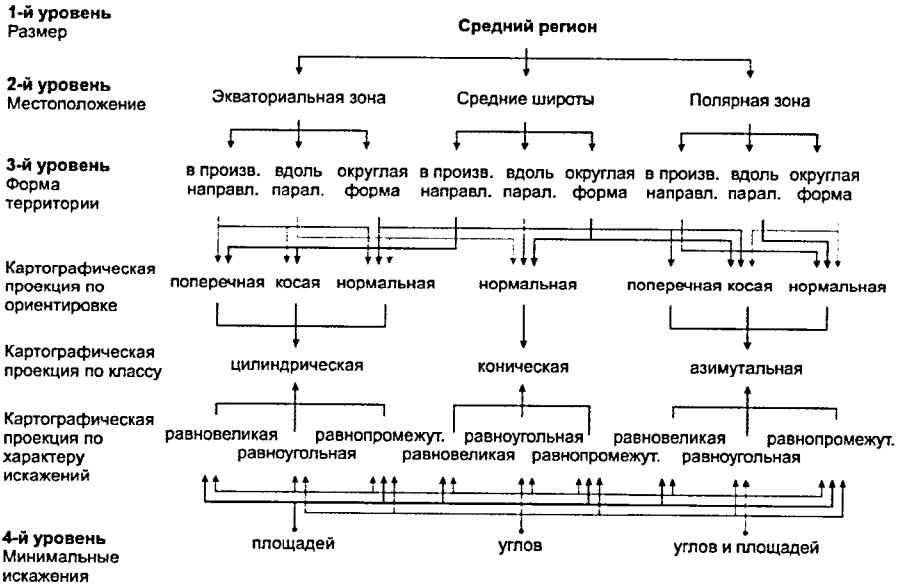 1-й уровень
Размер
Средний регион
2-й уровень
Местоположение
Экваториальная зона
Средние широты
Полярная зона
3-й уровень
Форма
территории
в произв. вдоль округлая в произв. вдоль округлая в произв. вдоль округлая
направл. парал. форма направл. парал. форма направл. парал. форма
Картографическая
проекция по
ориентировке
поперечная косая нормальная нормальная поперечная косая нормальная
Картографическая
проекция по классу
цилиндрическая коническая азимутальная
Картографическая
проекция по
характеру
искажений
равновеликая равнопромежут. равноугольная равновеликая равнопромежут.
равноугольная равновеликая равнопромежут. равноугольная
4-й уровень
Минимальные
искажения
площадей углов углов и площадей